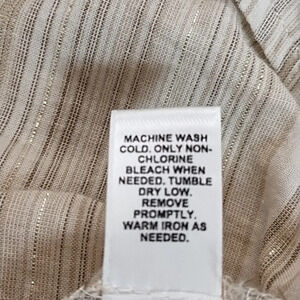 MACHINE WASH
COLD. ONLY NON-
CHLORINE
BLEACH WHEN
NEEDED. TUMBLE
DRY LOW.
REMOVE
PROMPTLY.
WARM IRON AS
NEEDED.